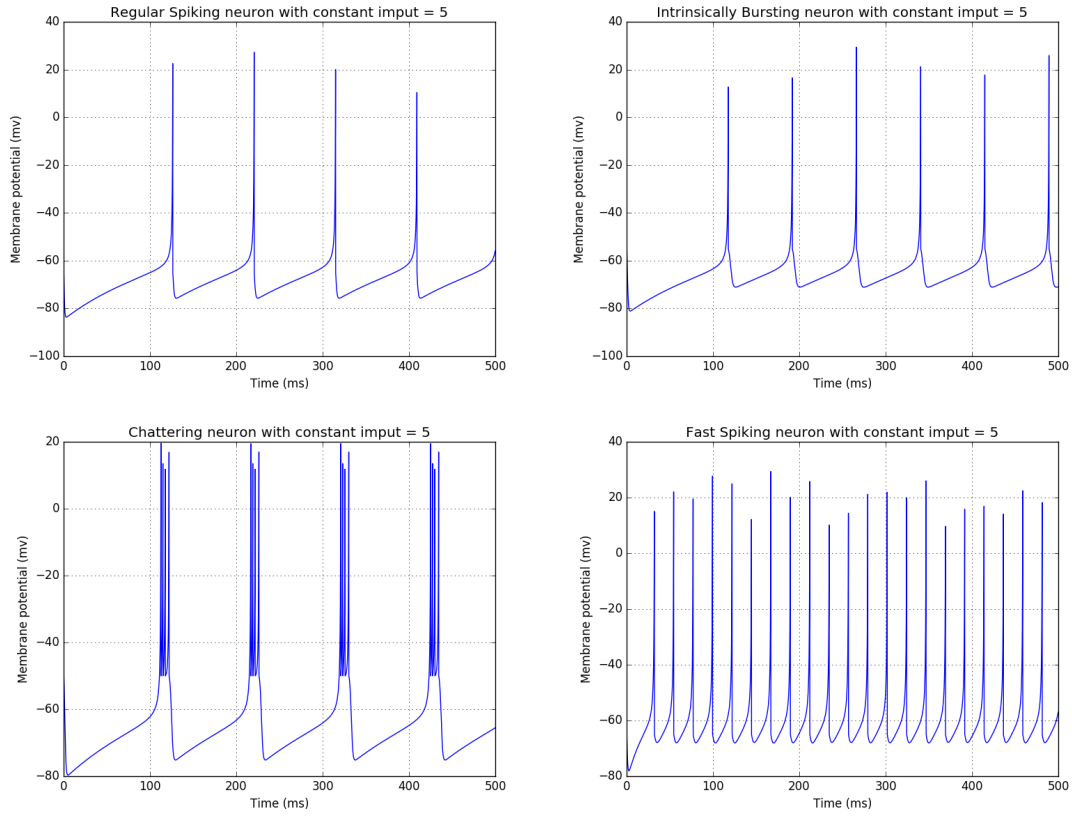 Regular Spiking neuron with constant imput = 5
40
20
0
−20
−40
−60
−80
−100
Membrane potential (mv)
0 100 200 300 400 500
Time (ms)
Intrinsically Bursting neuron with constant imput = 5
40
20
0
−20
−40
−60
−80
−100
Membrane potential (mv)
0 100 200 300 400 500
Time (ms)
Chattering neuron with constant imput = 5
20
0
−20
−40
−60
−80
Membrane potential (mv)
0 100 200 300 400 500
Time (ms)
Fast Spiking neuron with constant imput = 5
40
20
0
−20
−40
−60
−80
Membrane potential (mv)
0 100 200 300 400 500
Time (ms)